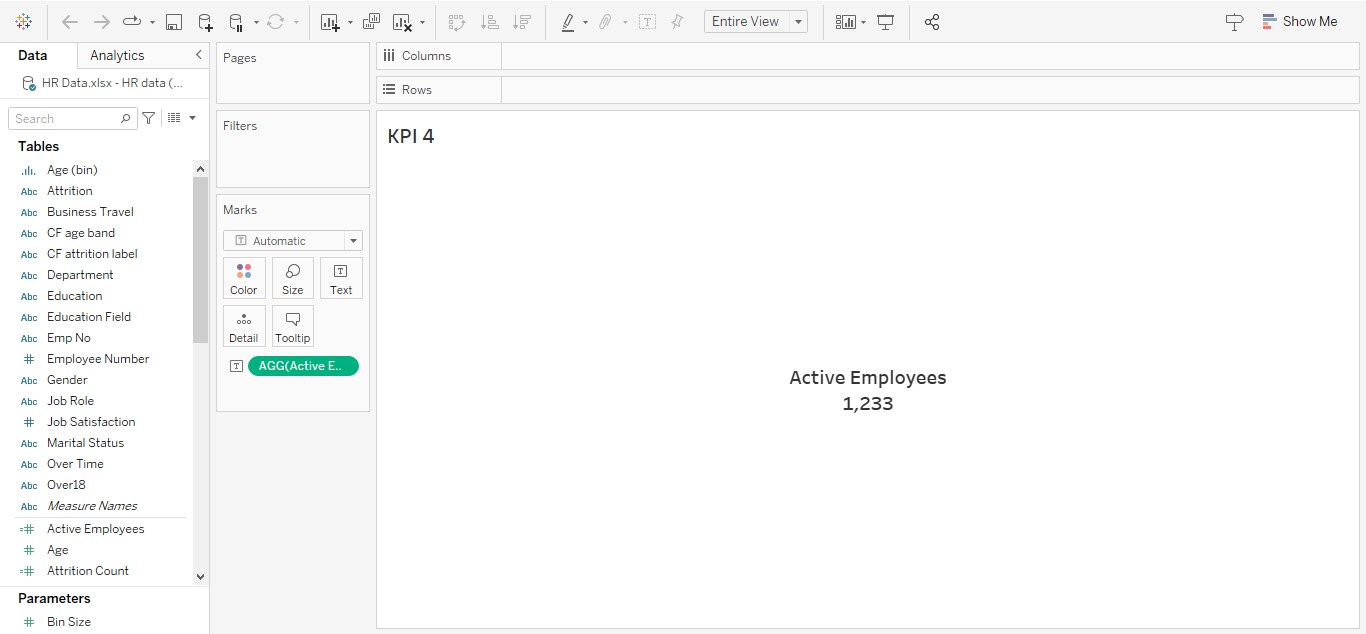 Entire View
Show Me
Data
Analytics
HR Data.xlsx - HR data (...
Search
Tables
Age (bin)
Abc Attrition
Abc Business Travel
Abc CF age band
Abc CF attrition label
Abc Department
Abc Education
Abc Education Field
Abc Emp No
# Employee Number
Abc Gender
Abc Job Role
# Job Satisfaction
Abc Marital Status
Abc Over Time
Abc Over18
Abc Measure Names
=# Active Employees
# Age
=# Attrition Count
Parameters
# Bin Size
Pages
Filters
Marks
T Automatic
Color
Size
T
Text
Detail
Tooltip
T AGG(Active E..
Columns
Rows
KPI 4
Active Employees
1,233